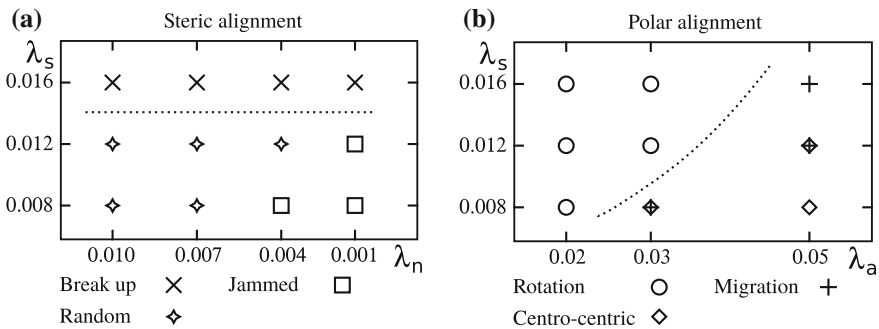 (a) Steric alignment
λs
0.016
0.012
0.008
0.010 0.007 0.004 0.001 λn
Break up Jammed
Random
(b) Polar alignment
λs
0.016
0.012
0.008
0.02 0.03 0.05 λa
Rotation Migration
Centro-centric